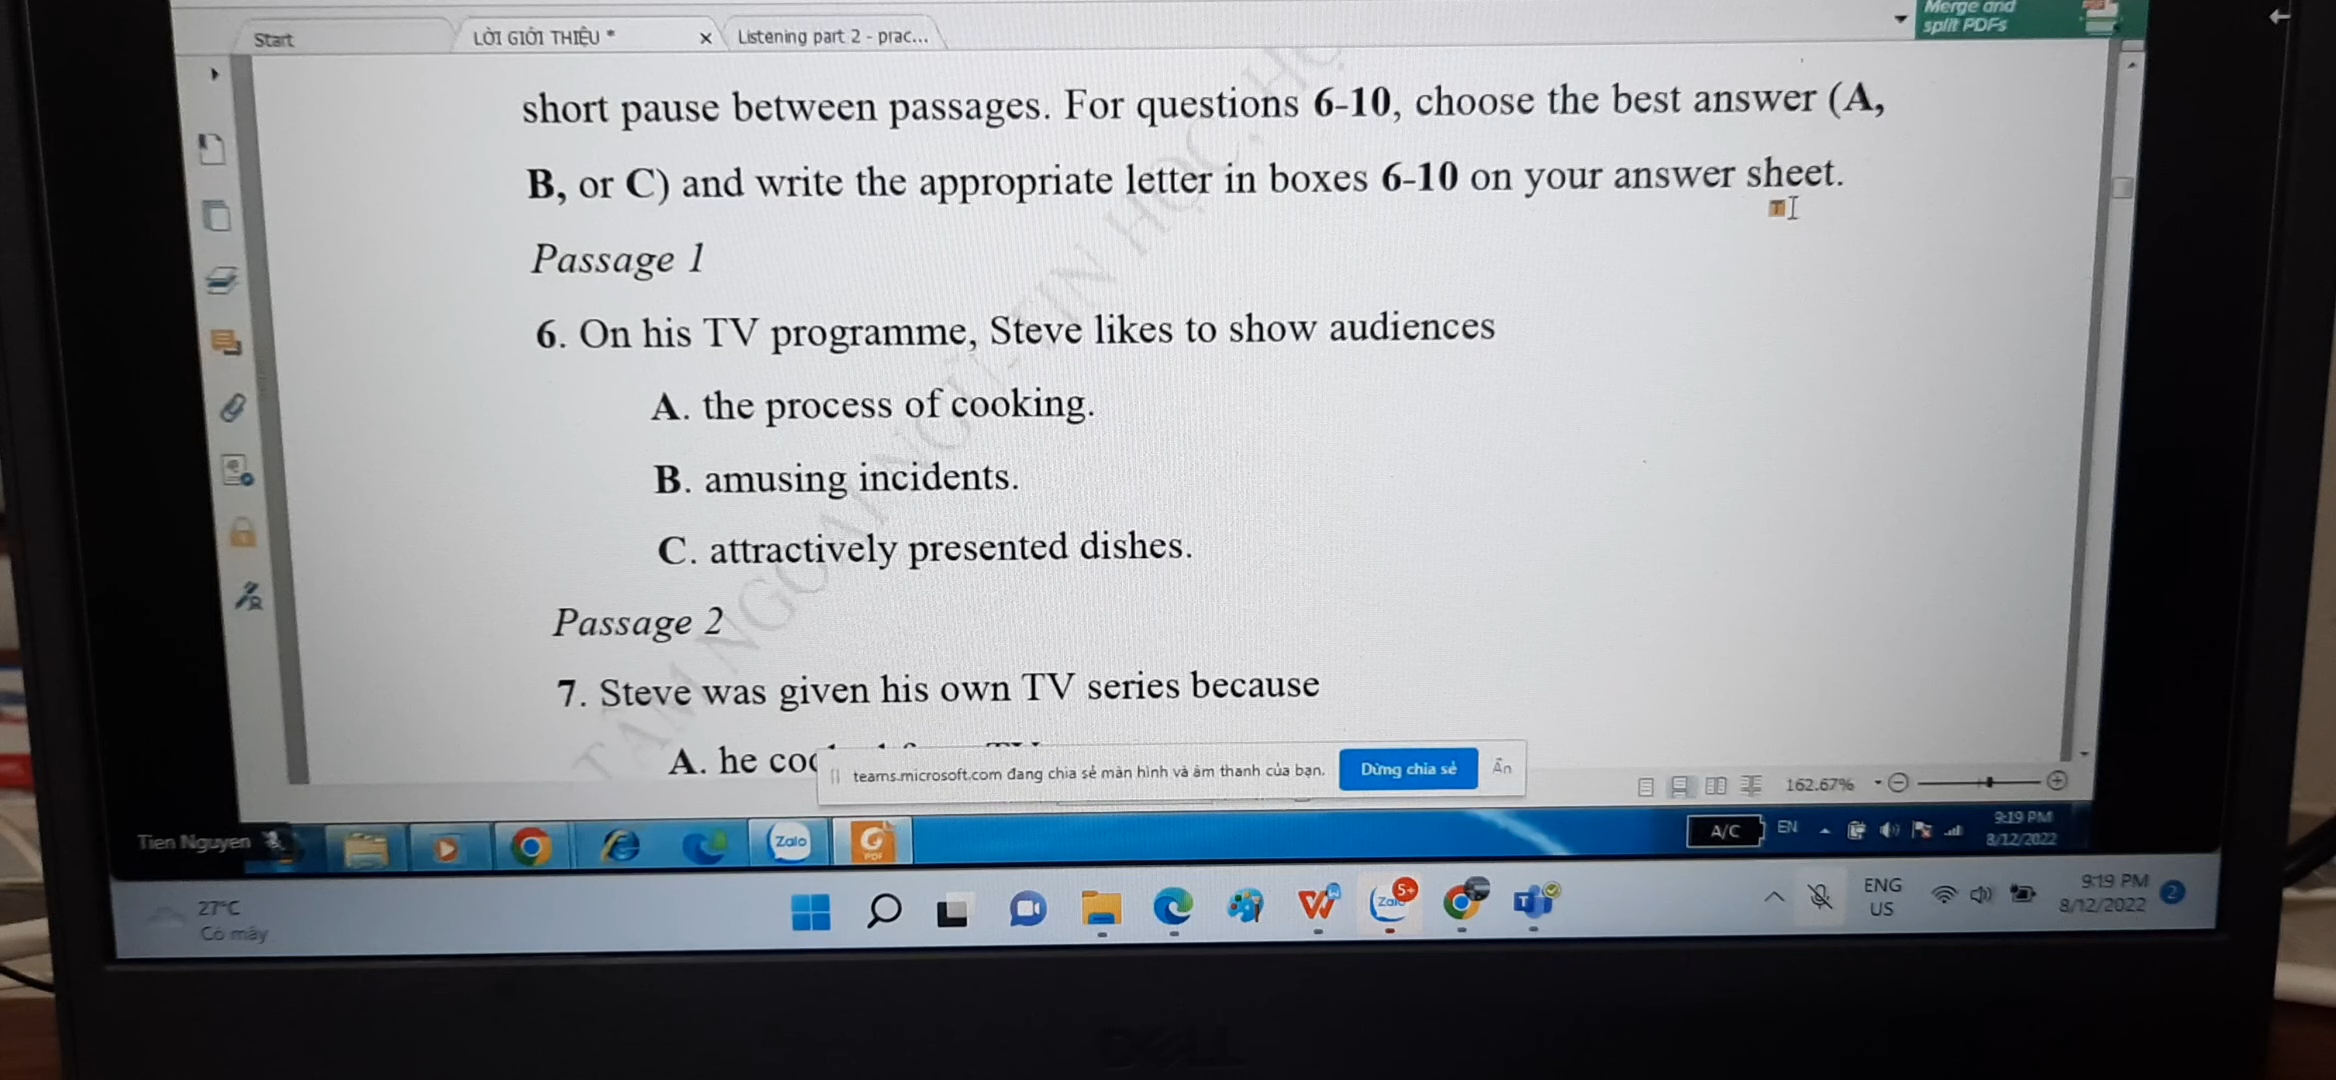 Merge and
split PDFs
Start
LỜI GIỚI THIỆU *
x
Listening part 2 - prac...
short pause between passages. For questions 6-10, choose the best answer (A,
B, or C) and write the appropriate letter in boxes 6-10 on your answer sheet.
Passage 1
6. On his TV programme, Steve likes to show audiences
A. the process of cooking.
B. amusing incidents.
C. attractively presented dishes.
Passage 2
7. Steve was given his own TV series because
A. he
teams.microsoft.com đang chia sẻ màn hình và âm thanh của bạn.
Dừng chia sẻ
Ẩn
162.67%
Tien Nguyen
Zalo
PDF
A/C
EN
9:19 PM
8/12/2022
27°C
Có mây
Zalo
5+
T
ENG
US
9:19 PM
8/12/2022
2
DELL